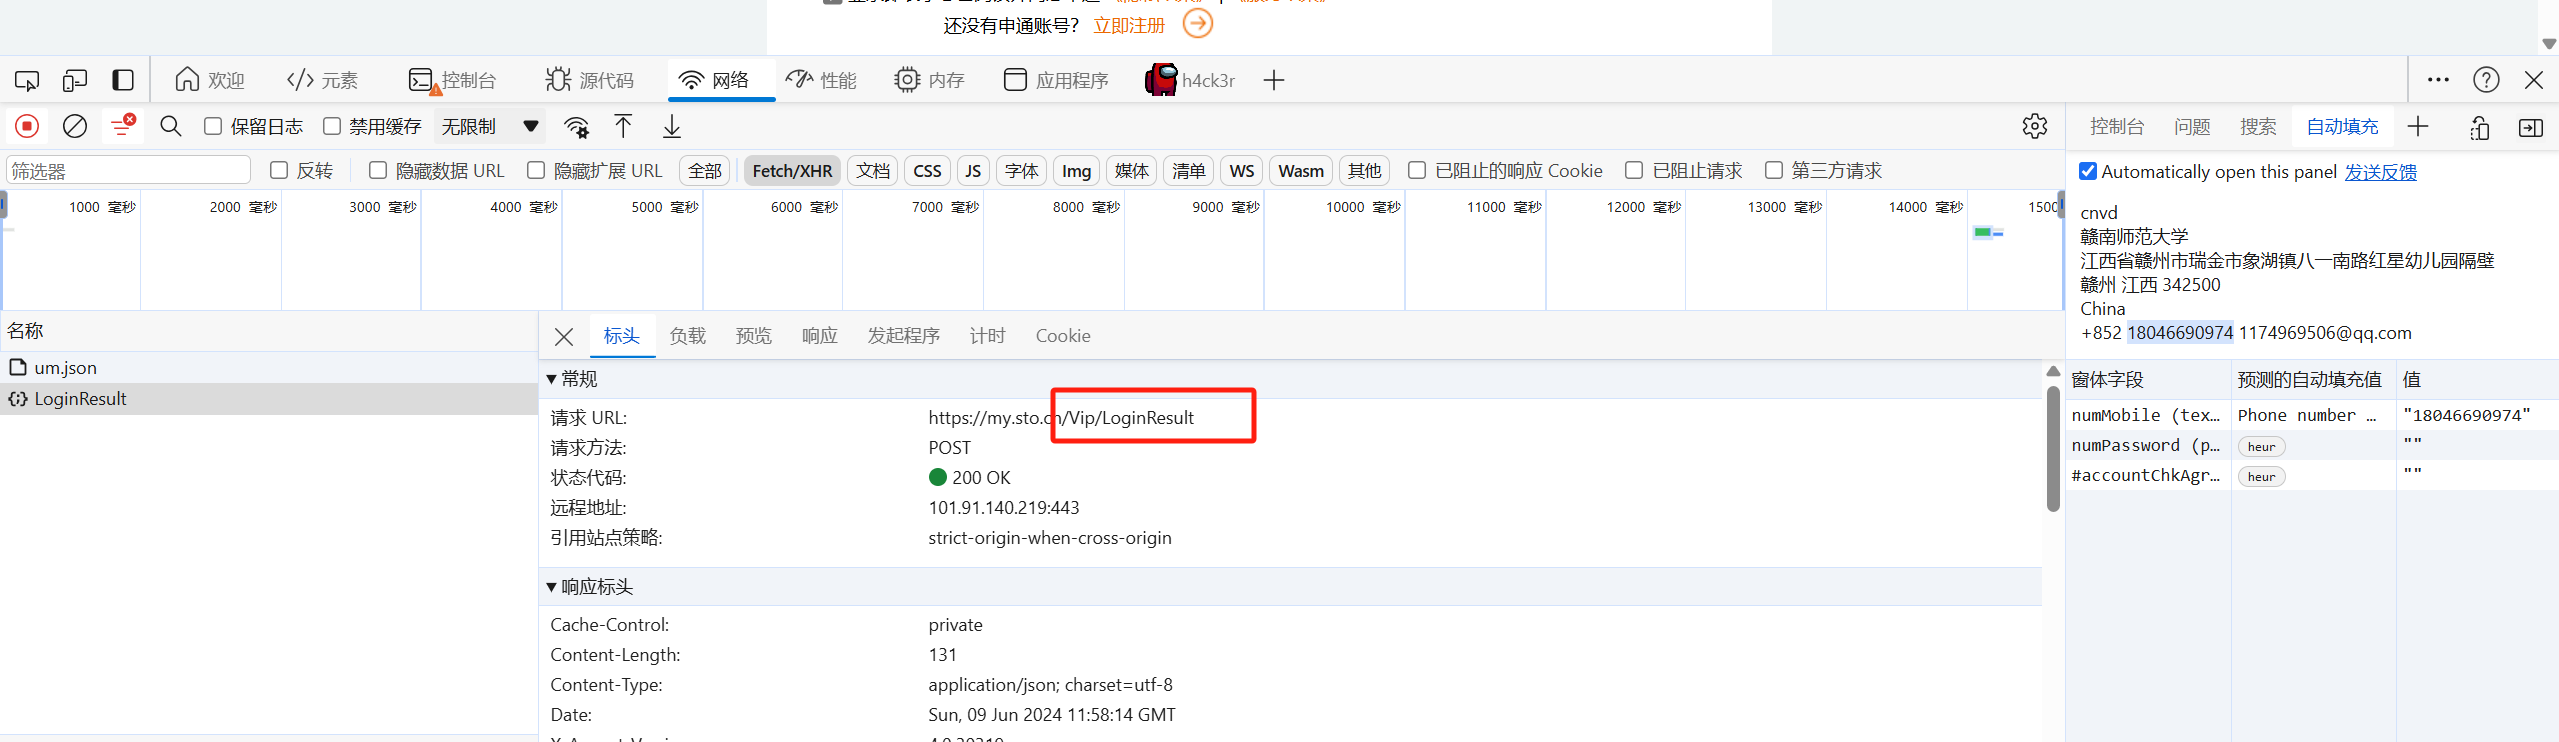 还没有申通账号？ 立即注册
欢迎 元素 控制台 源代码 网络 性能 内存 应用程序 h4ck3r
保留日志 禁用缓存 无限制
控制台 问题 搜索 自动填充
筛选器 反转 隐藏数据 URL 隐藏扩展 URL 全部 Fetch/XHR 文档 CSS JS 字体 Img 媒体 清单 WS Wasm 其他 已阻止的响应 Cookie 已阻止请求 第三方请求
Automatically open this panel 发送反馈
1000 毫秒 2000 毫秒 3000 毫秒 4000 毫秒 5000 毫秒 6000 毫秒 7000 毫秒 8000 毫秒 9000 毫秒 10000 毫秒 11000 毫秒 12000 毫秒 13000 毫秒 14000 毫秒 1500
cnvd
赣南师范大学
江西省赣州市瑞金市象湖镇八一南路红星幼儿园隔壁
赣州 江西 342500
China
+852 18046690974 1174969506@qq.com
名称
um.json
LoginResult
标头 负载 预览 响应 发起程序 计时 Cookie
常规
请求 URL: https://my.sto.cn/Vip/LoginResult
请求方法: POST
状态代码: 200 OK
远程地址: 101.91.140.219:443
引用站点策略: strict-origin-when-cross-origin
响应标头
Cache-Control: private
Content-Length: 131
Content-Type: application/json; charset=utf-8
Date: Sun, 09 Jun 2024 11:58:14 GMT
窗体字段 预测的自动填充值 值
numMobile (tex… Phone number … "18046690974"
numPassword (p… heur ""
#accountChkAgr… heur ""